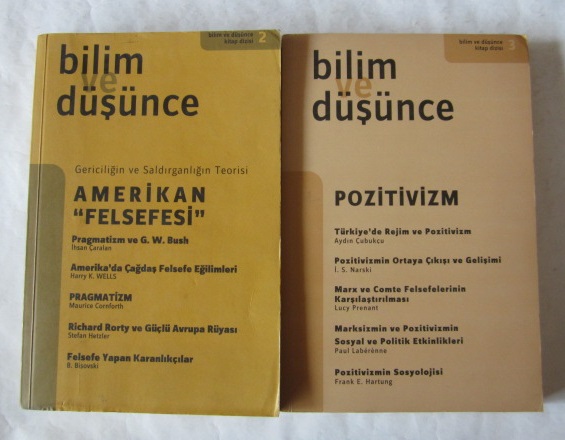 bilim ve düşünce
kitap dizisi 2
bilim
ve
düşünce
Gericiliğin ve Saldırganlığın Teorisi
AMERİKAN
“FELSEFESİ”
Pragmatizm ve G. W. Bush
İhsan Çaralan
Amerika'da Çağdaş Felsefe Eğilimleri
Harry K. WELLS
PRAGMATİZM
Maurice Cornforth
Richard Rorty ve Güçlü Avrupa Rüyası
Stefan Hetzler
Felsefe Yapan Karanlıkçılar
B. Bisovski
bilim ve düşünce
kitap dizisi 3
bilim
ve
düşünce
POZİTİVİZM
Türkiye'de Rejim ve Pozitivizm
Aydın Çubukçu
Pozitivizmin Ortaya Çıkışı ve Gelişimi
İ. S. Narski
Marx ve Comte Felsefelerinin
Karşılaştırılması
Lucy Prenant
Marksizmin ve Pozitivizmin
Sosyal ve Politik Etkinlikleri
Paul Labérenne
Pozitivizmin Sosyolojisi
Frank E. Hartung